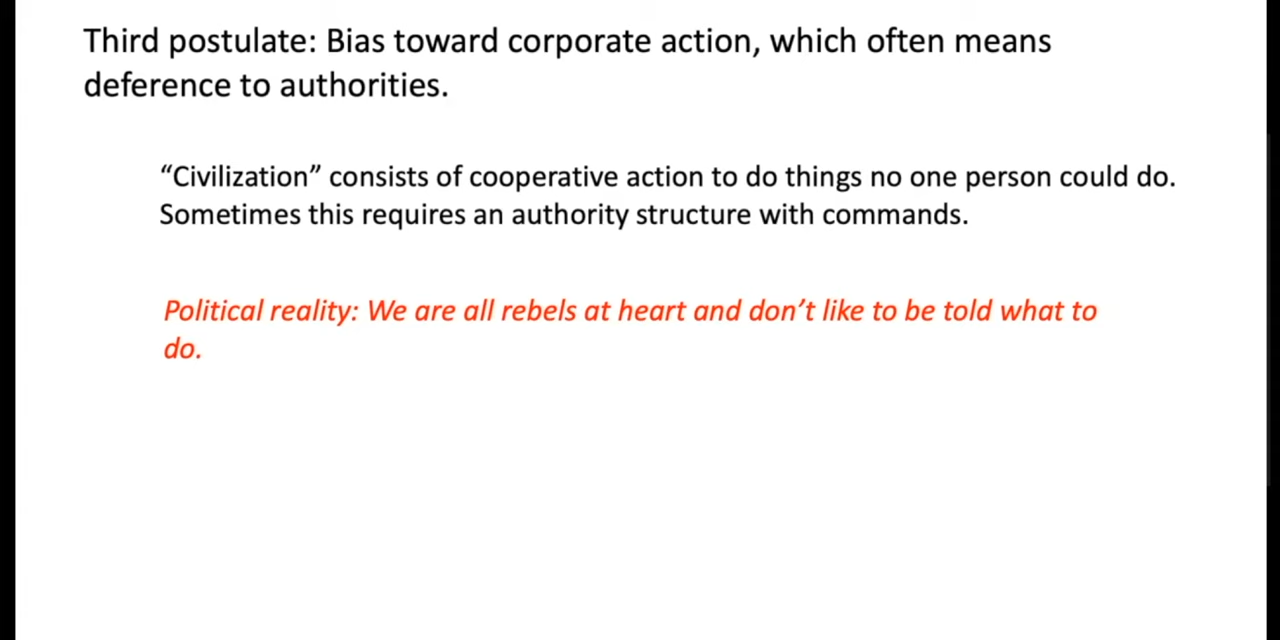 Third postulate: Bias toward corporate action, which often means
deference to authorities.
“Civilization” consists of cooperative action to do things no one person could do.
Sometimes this requires an authority structure with commands.
Political reality: We are all rebels at heart and don’t like to be told what to
do.